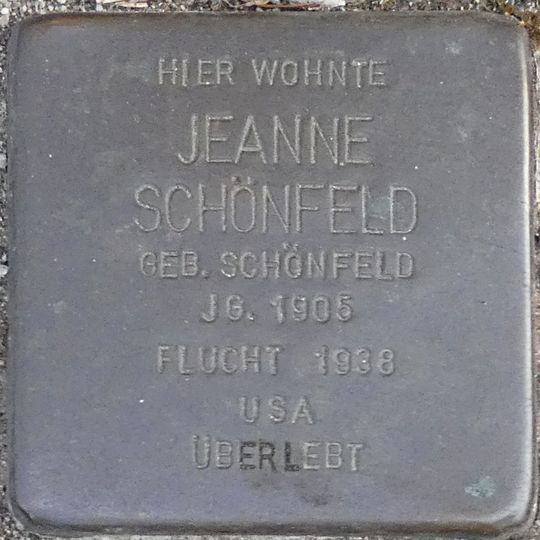 HIER WOHNTE
JEANNE
SCHÖNFELD
GEB. SCHÖNFELD
JG. 1905
FLUCHT 1938
USA
ÜBERLEBT